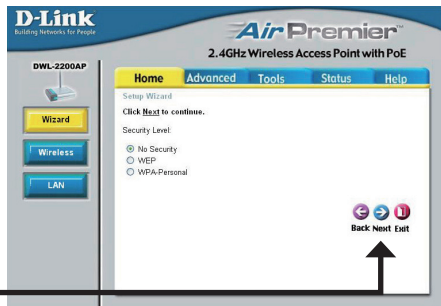 D-Link
Building Networks for People
AirPremier™
2.4GHz Wireless Access Point with PoE
DWL-2200AP
Home Advanced Tools Status Help
Setup Wizard
Click Next to continue.
Security Level:
No Security
WEP
WPA-Personal
Wizard
Wireless
LAN
Back Next Exit